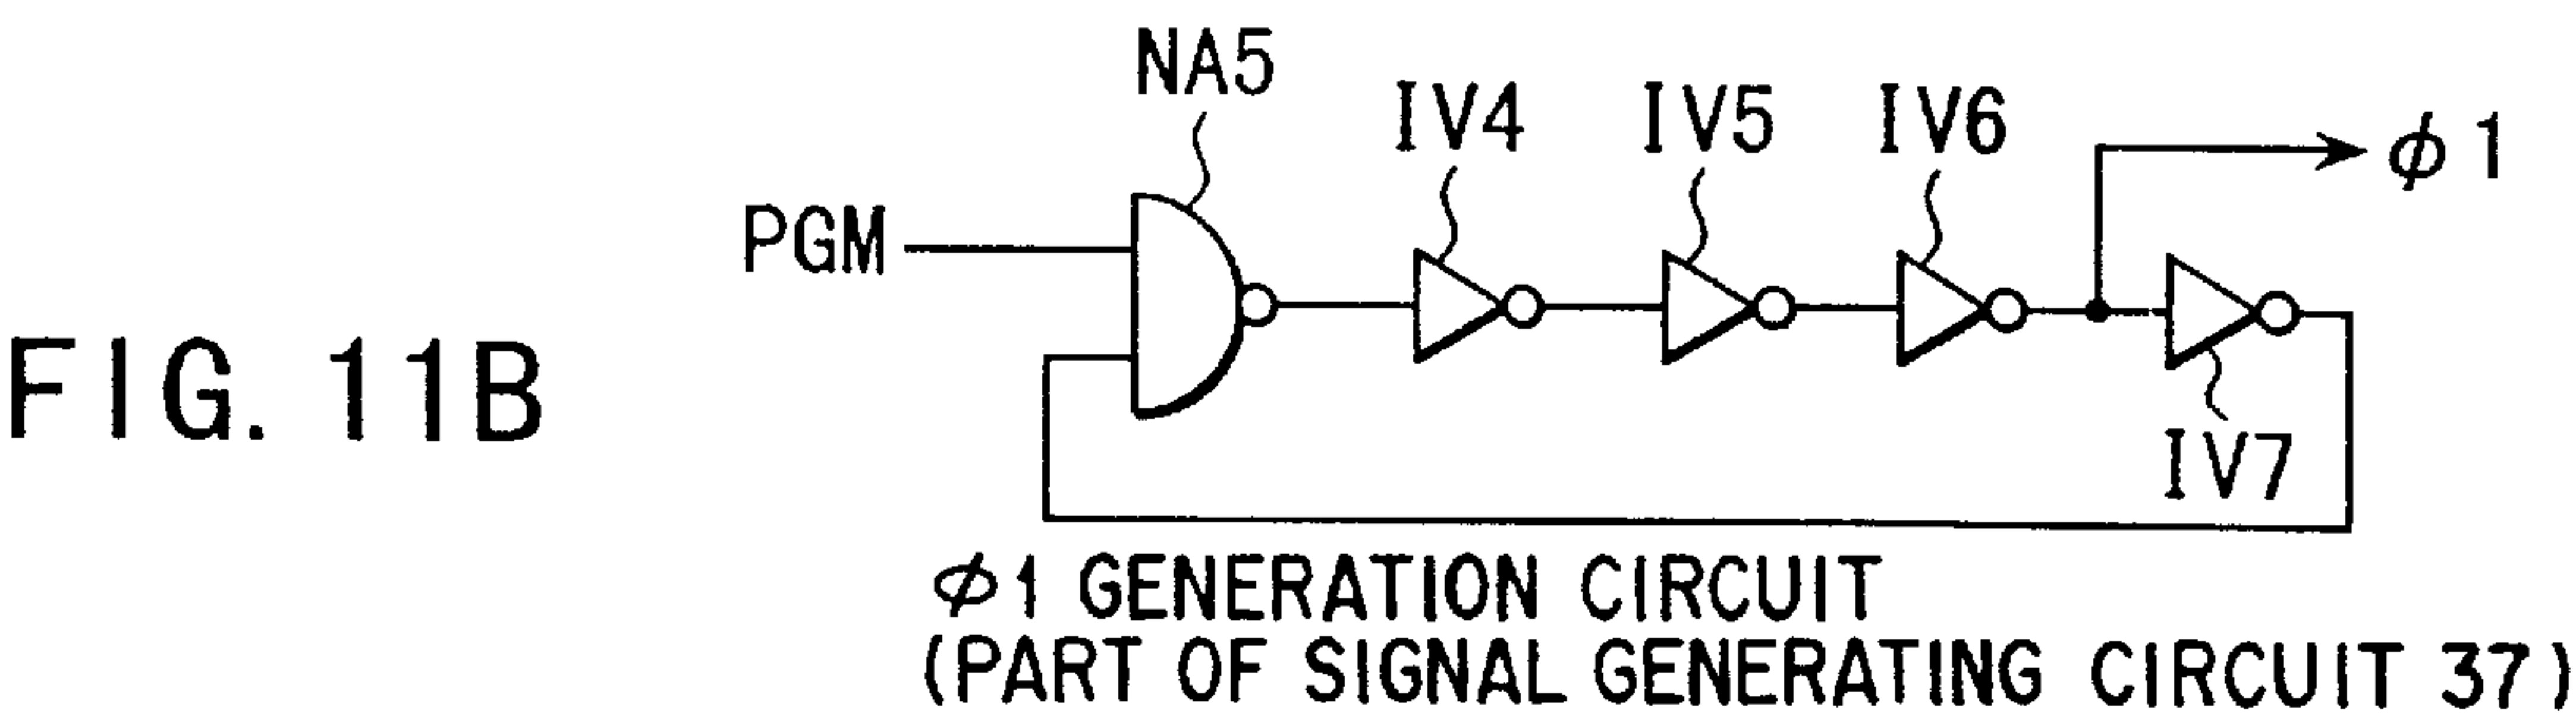 NA5
IV4
IV5
IV6
φ1
PGM
FIG. 11B
IV7
φ1 GENERATION CIRCUIT
(PART OF SIGNAL GENERATING CIRCUIT 37)